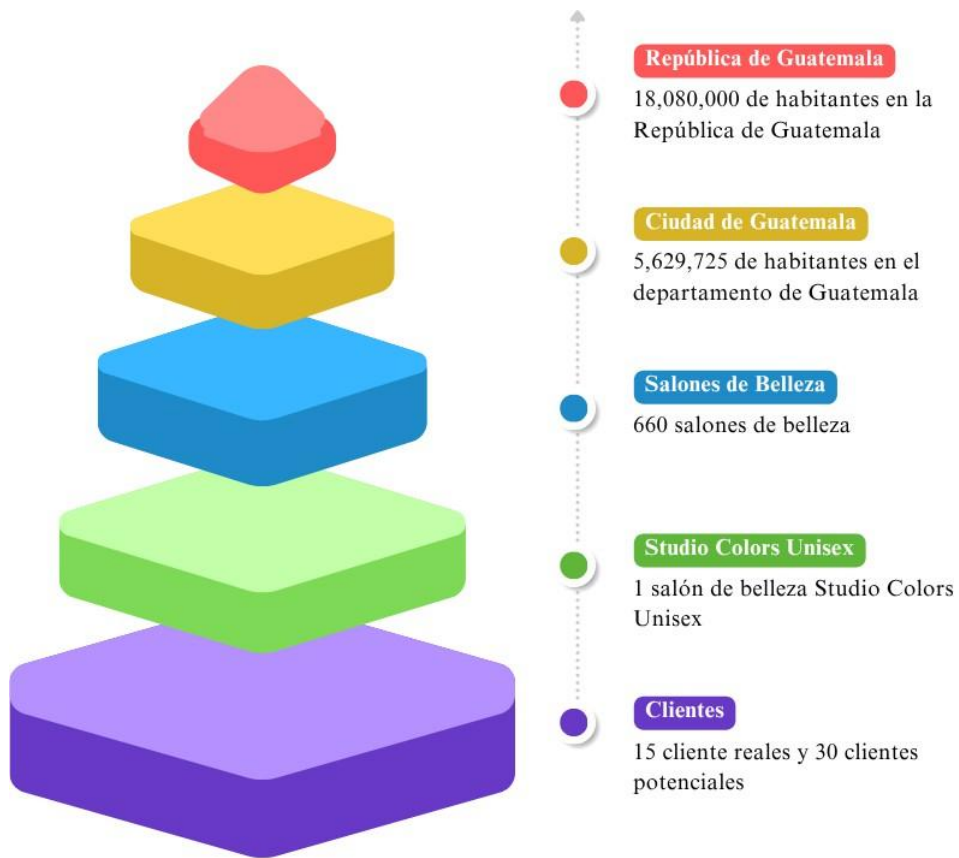 República de Guatemala
18,080,000 de habitantes en la
República de Guatemala
Ciudad de Guatemala
5,629,725 de habitantes en el
departamento de Guatemala
Salones de Belleza
660 salones de belleza
Studio Colors Unisex
1 salón de belleza Studio Colors
Unisex
Clientes
15 cliente reales y 30 clientes
potenciales